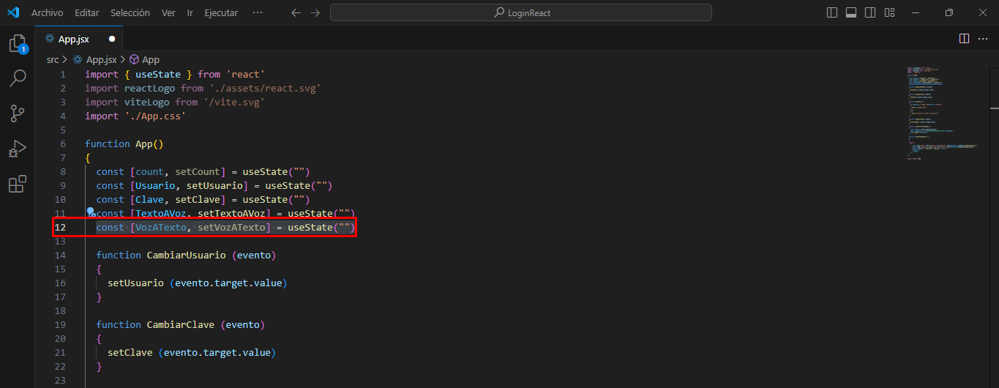 Archivo Editar Selección Ver Ir Ejecutar ··· LoginReact
App.jsx
1
src > App.jsx > App
1 import { useState } from 'react'
2 import reactLogo from './assets/react.svg'
3 import viteLogo from '/vite.svg'
4 import './App.css'
5
6 function App()
7 {
8 const [count, setCount] = useState("")
9 const [Usuario, setUsuario] = useState("")
10 const [Clave, setClave] = useState("")
11 const [TextoAVoz, setTextoAVoz] = useState("")
12 const [VozATexto, setVozATexto] = useState("")
13
14 function CambiarUsuario (evento)
15 {
16 setUsuario (evento.target.value)
17 }
18
19 function CambiarClave (evento)
20 {
21 setClave (evento.target.value)
22 }
23